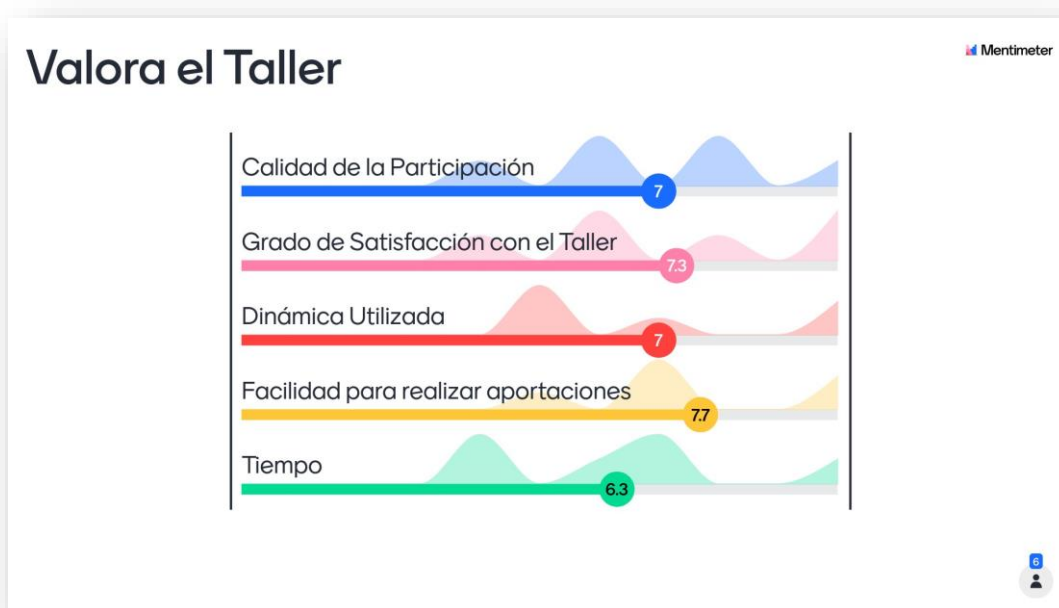 Valora el Taller
Mentimeter
Calidad de la Participación
7
Grado de Satisfacción con el Taller
7.3
Dinámica Utilizada
7
Facilidad para realizar aportaciones
7.7
Tiempo
6.3
6